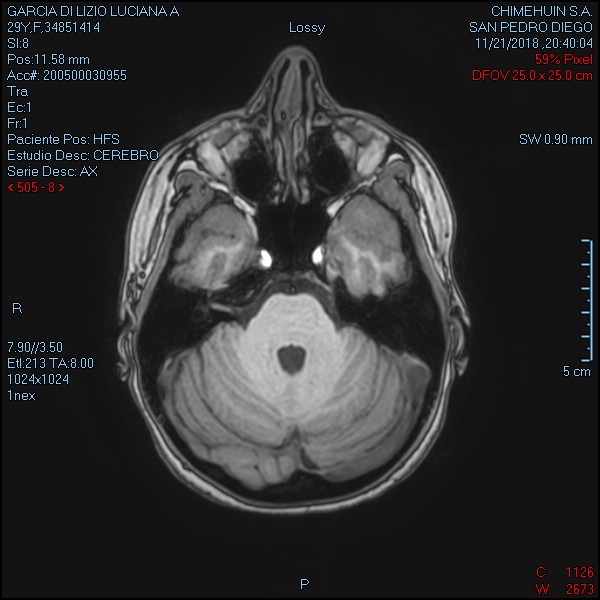 GARCIA DI LIZIO LUCIANA A
29Y,F,34851414
Sl:8
Pos:11.58 mm
Acc#: 200500030955
Tra
Ec:1
Fr:1
Paciente Pos: HFS
Estudio Desc: CEREBRO
Serie Desc: AX
< 505 - 8 >
Lossy
CHIMEHUIN S.A.
SAN PEDRO DIEGO
11/21/2018 ,20:40:04
59% Pixel
DFOV 25.0 x 25.0 cm
SW 0.90 mm
R
7.90//3.50
Etl:213 TA:8.00
1024x1024
1nex
5 cm
P
C 1126
W 2673